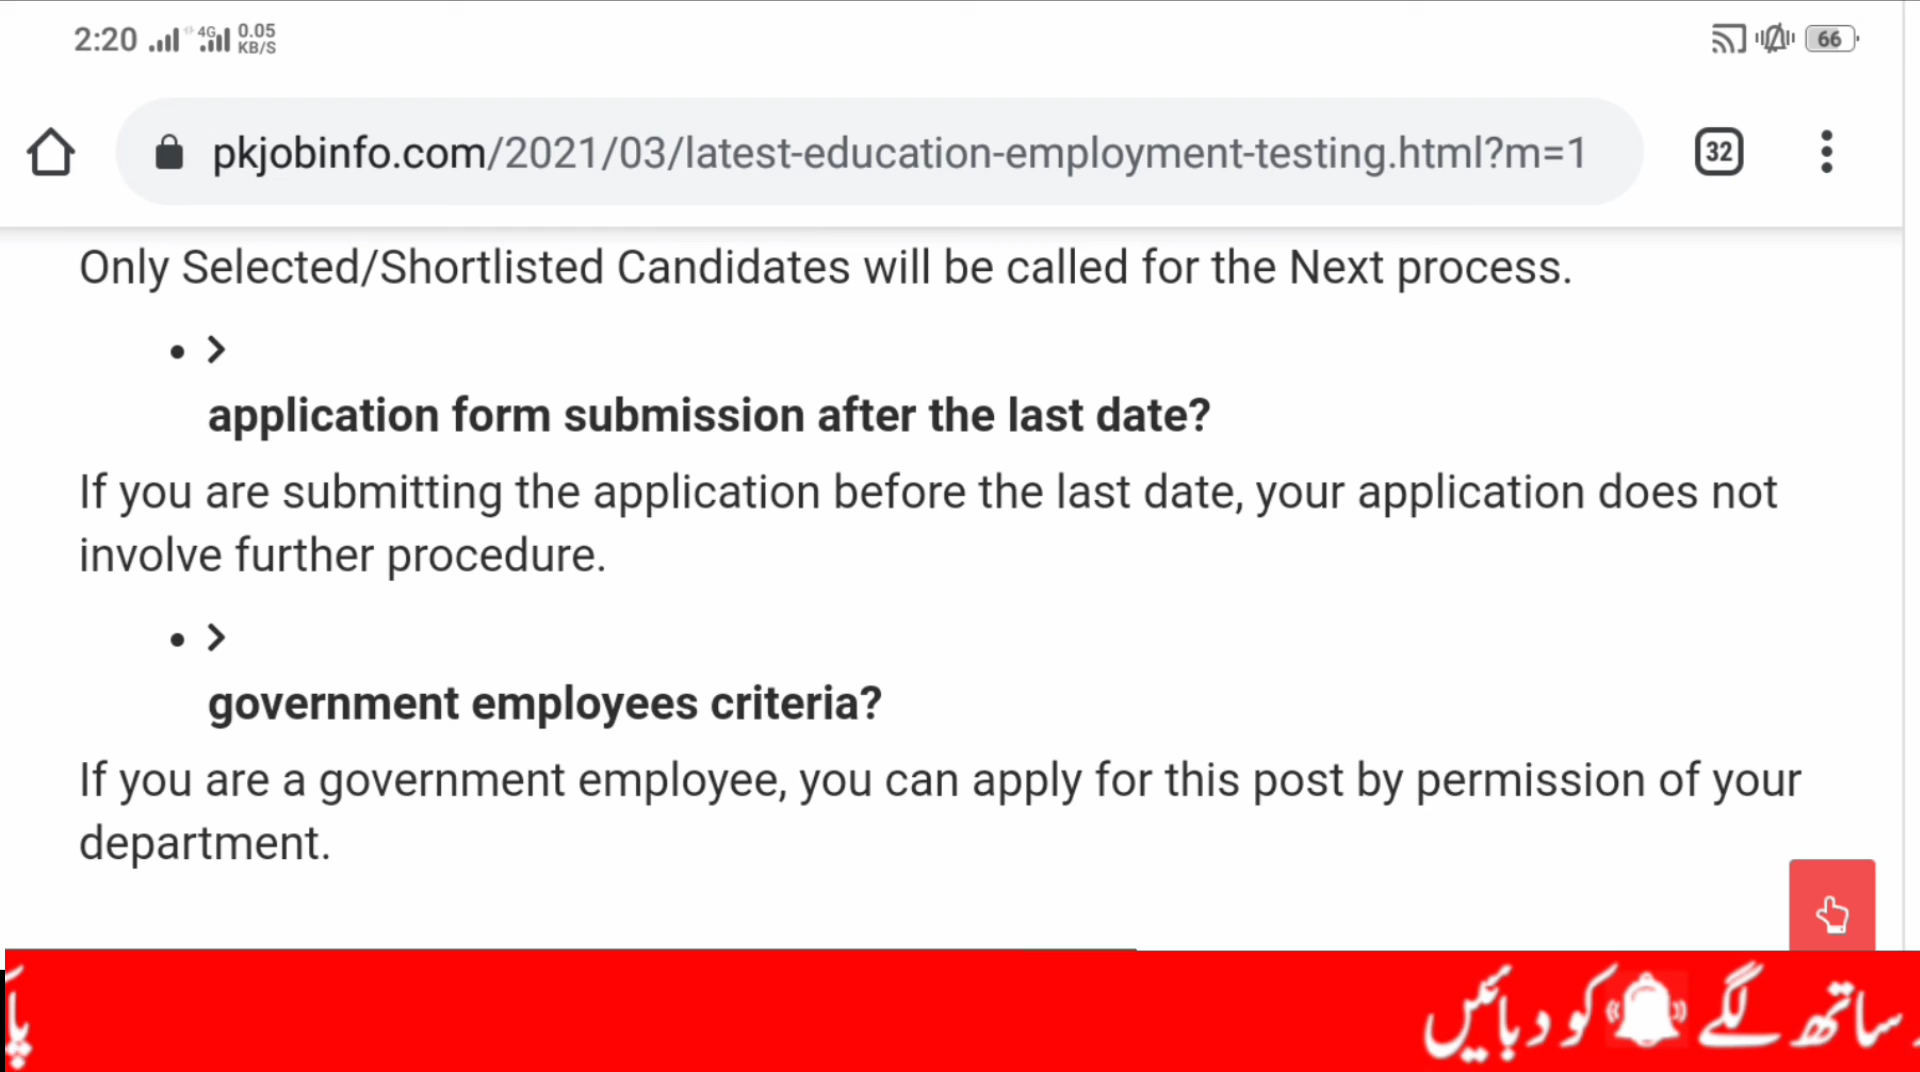 2:20 4G 0.05 KB/S 66
pkjobinfo.com/2021/03/latest-education-employment-testing.html?m=1 32
Only Selected/Shortlisted Candidates will be called for the Next process.
application form submission after the last date?
If you are submitting the application before the last date, your application does not
involve further procedure.
government employees criteria?
If you are a government employee, you can apply for this post by permission of your
department.
ساتھ لگے کو دبائیں